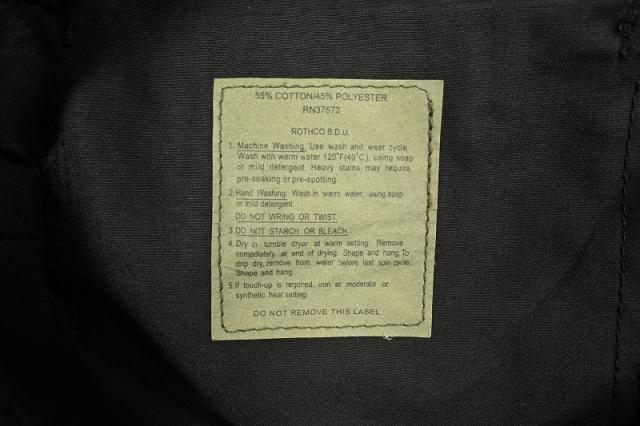 55% COTTON/45% POLYESTER
RN37572
ROTHCO B.D.U.
1. Machine Washing. Use wash and wear cycle.
Wash with warm water 120°F(49°C), using soap
or mild detergent. Heavy stains may require
pre-soaking or pre-spotting.
2. Hand Washing. Wash in warm water, using soap
or mild detergent
DO NOT WRING OR TWIST.
3. DO NOT STARCH OR BLEACH.
4. Dry in tumble dryer at warm setting. Remove
immediately at end of drying. Shape and hang.To
drip dry, remove from water before last spin cycle.
Shape and hang.
5. If touch-up is required, iron at moderate or
synthetic heat setting.
DO NOT REMOVE THIS LABEL